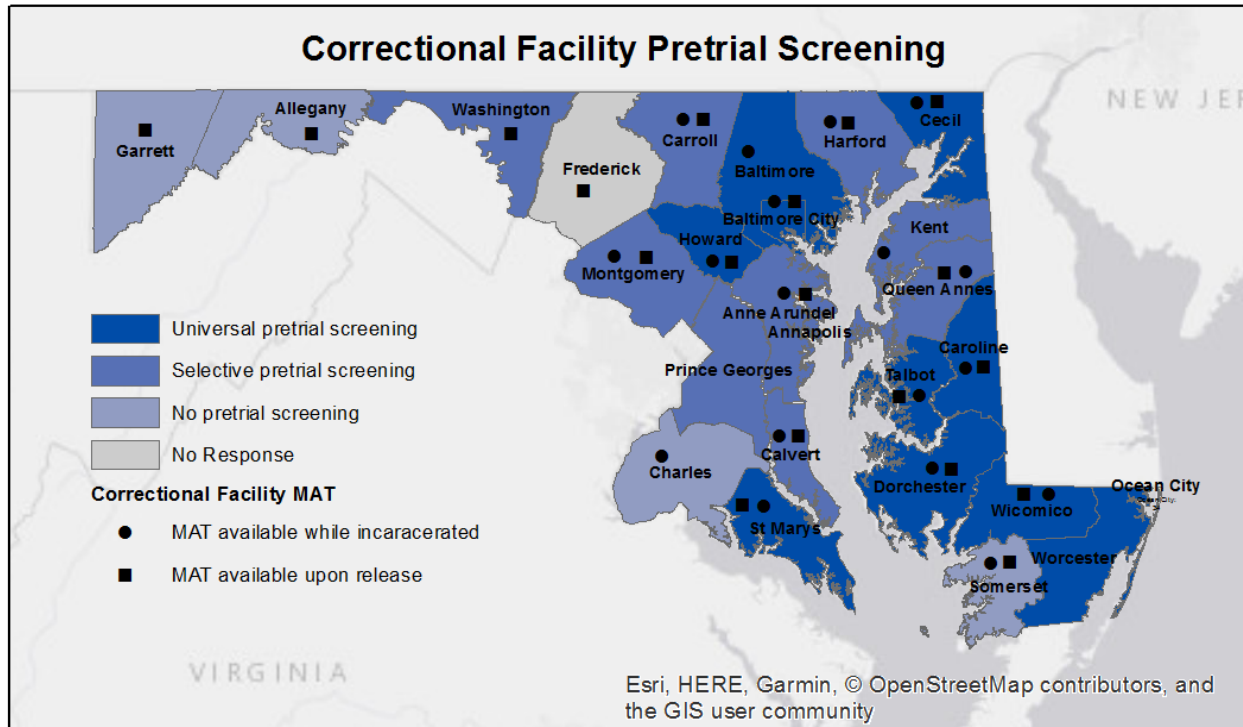 Correctional Facility Pretrial Screening
NEW JER
Garrett
Allegany
Washington
Frederick
Carroll
Baltimore
Harford
Cecil
Baltimore City
Howard
Montgomery
Kent
Queen Annes
Anne Arundel
Annapolis
Prince Georges
Caroline
Talbot
Calvert
Charles
St Marys
Dorchester
Ocean City
Ocean City
Wicomico
Worcester
Somerset
Universal pretrial screening
Selective pretrial screening
No pretrial screening
No Response
Correctional Facility MAT
MAT available while incaracerated
MAT available upon release
VIRGINIA
Esri, HERE, Garmin, © OpenStreetMap contributors, and
the GIS user community